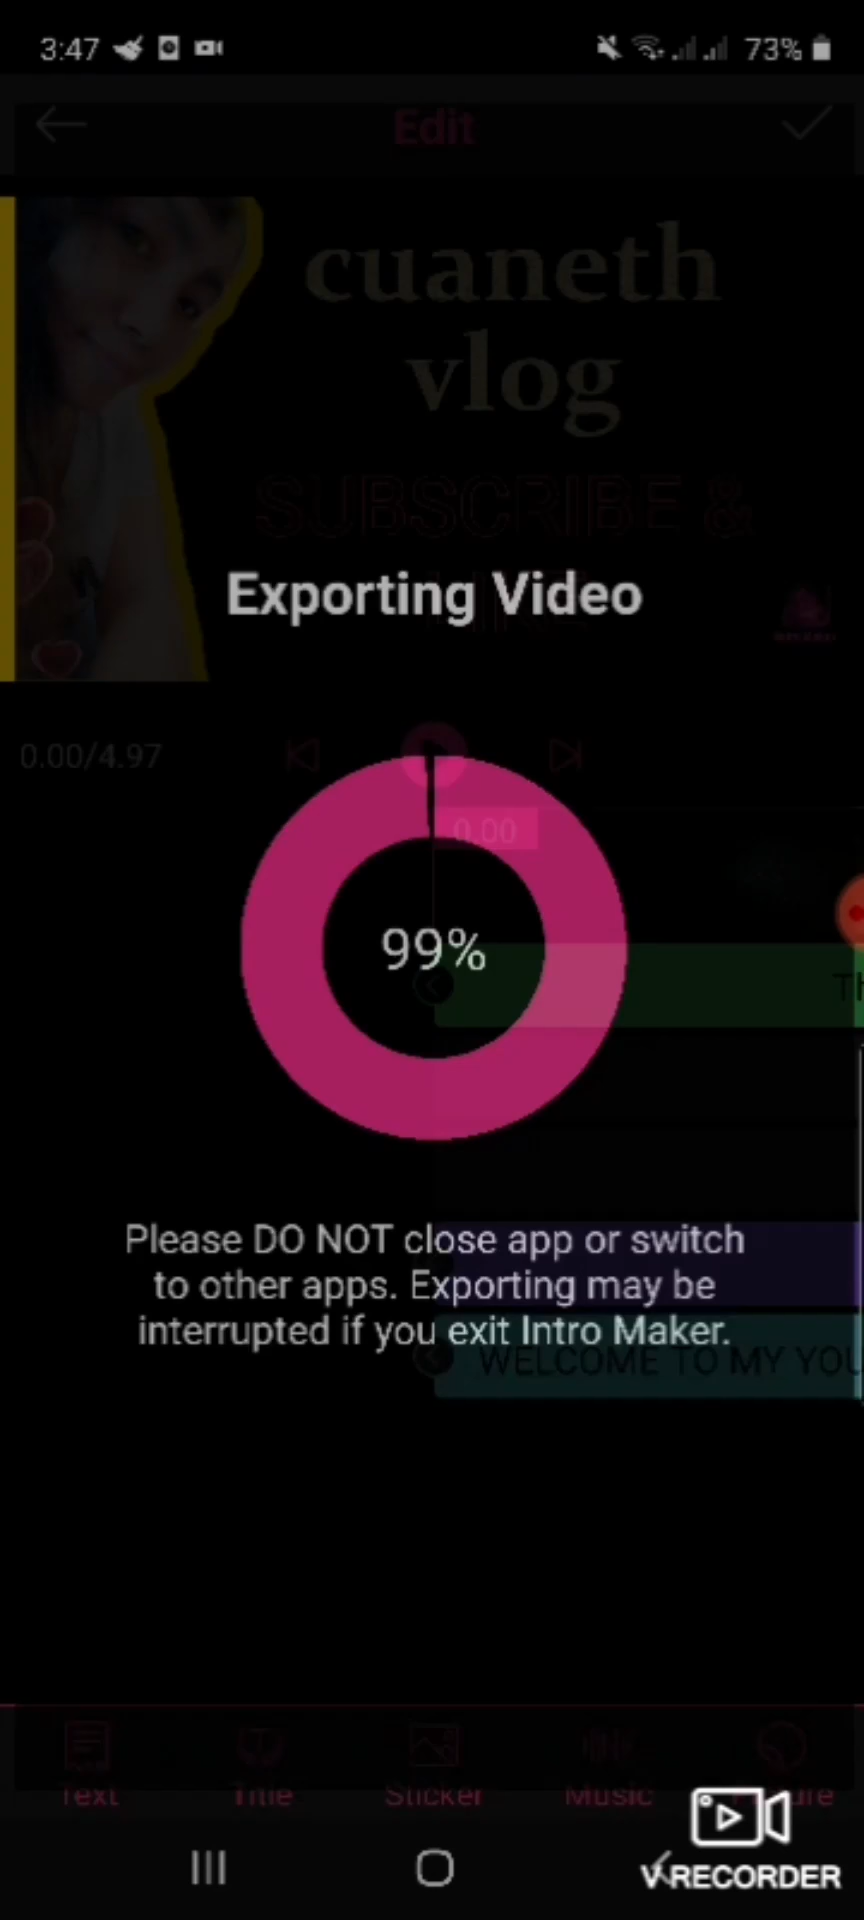 3:47
73%
Edit
cuaneth
vlog
SUBSCRIBE &
Exporting Video
0.00/4.97
0.00
99%
Please DO NOT close app or switch
to other apps. Exporting may be
interrupted if you exit Intro Maker.
WELCOME TO MY YOU
Text Title Sticker Music
V RECORDER